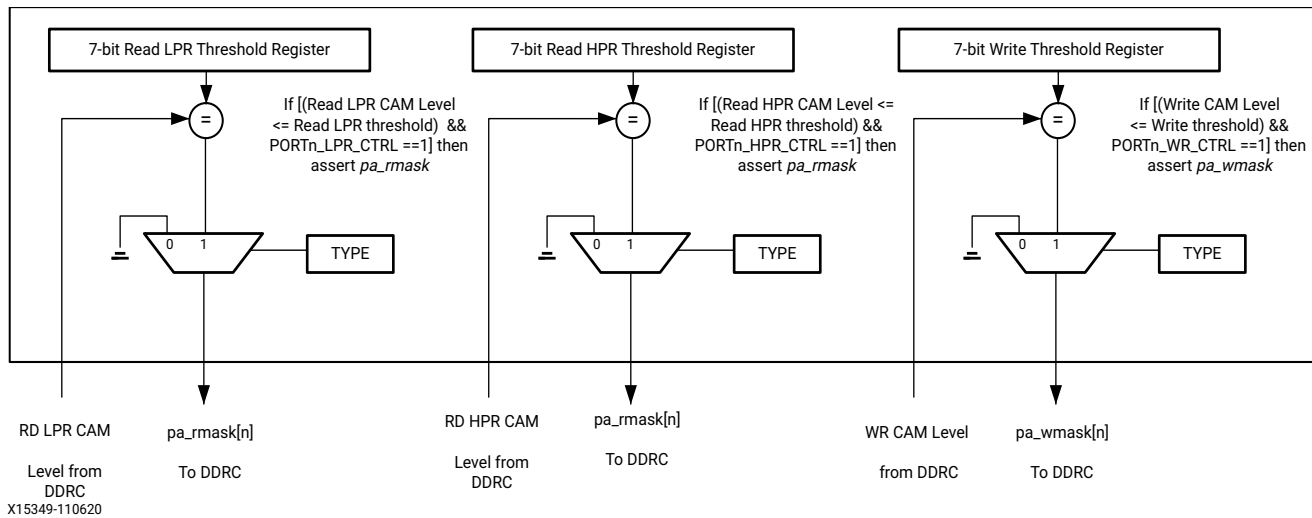 7-bit Read LPR Threshold Register
=
If [(Read LPR CAM Level
<= Read LPR threshold) &&
PORTn_LPR_CTRL ==1] then
assert pa_rmask
0 1
TYPE
RD LPR CAM
Level from
DDRC
pa_rmask[n]
To DDRC
7-bit Read HPR Threshold Register
=
If [(Read HPR CAM Level <=
Read HPR threshold) &&
PORTn_HPR_CTRL ==1] then
assert pa_rmask
0 1
TYPE
RD HPR CAM
Level from
DDRC
pa_rmask[n]
To DDRC
7-bit Write Threshold Register
=
If [(Write CAM Level
<= Write threshold) &&
PORTn_WR_CTRL ==1] then
assert pa_wmask
0 1
TYPE
WR CAM Level
from DDRC
pa_wmask[n]
To DDRC
X15349-110620